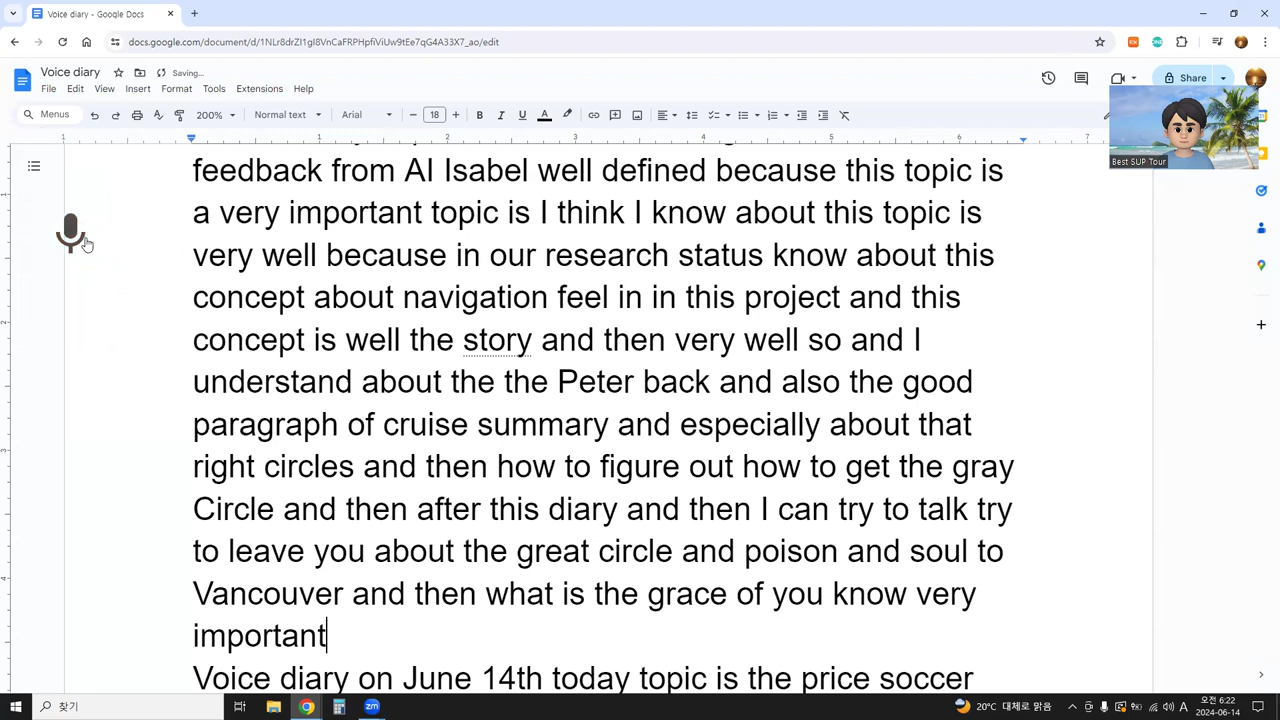 Voice diary - Google Docs
docs.google.com/document/d/1NLr8drZI1gI8VnCaFRPHpfiViUw9tEe7qG4A33X7_ao/edit
Voice diary
Saving...
File Edit View Insert Format Tools Extensions Help
Share
Menus
200%
Normal text
Arial
18
Best SUP Tour
feedback from AI Isabel well defined because this topic is
a very important topic is I think I know about this topic is
very well because in our research status know about this
concept about navigation feel in in this project and this
concept is well the story and then very well so and I
understand about the the Peter back and also the good
paragraph of cruise summary and especially about that
right circles and then how to figure out how to get the gray
Circle and then after this diary and then I can try to talk try
to leave you about the great circle and poison and soul to
Vancouver and then what is the grace of you know very
important
Voice diary on June 14th today topic is the price soccer
찾기
20°C 대체로 맑음
A
오전 6:22
2024-06-14